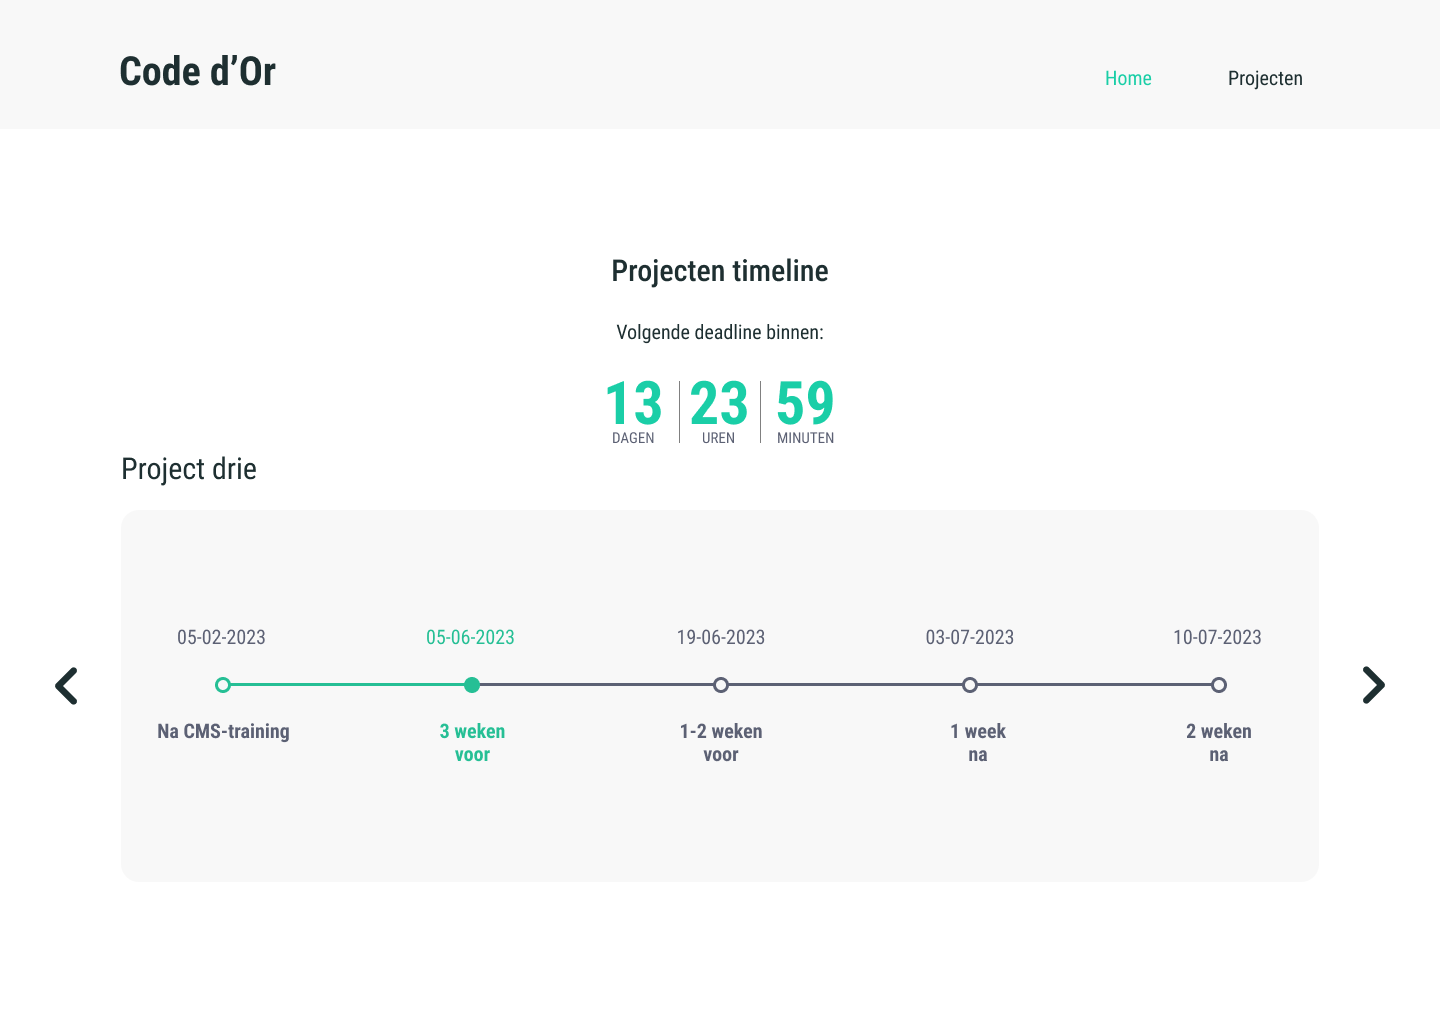 Code d’Or
Home Projecten
Projecten timeline
Volgende deadline binnen:
13 23 59
DAGEN UREN MINUTEN
Project drie
05-02-2023 05-06-2023 19-06-2023 03-07-2023 10-07-2023
Na CMS-training 3 weken 1-2 weken 1 week 2 weken
voor voor na na